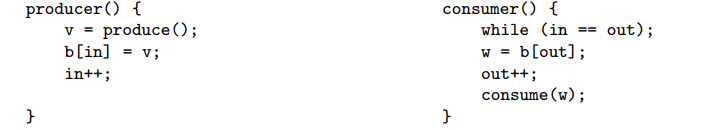 producer() {
    v = produce();
    b[in] = v;
    in++;
}
consumer() {
    while (in == out);
    w = b[out];
    out++;
    consume(w);
}